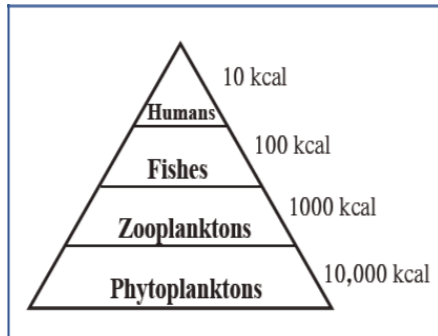 10 kcal
Humans
100 kcal
Fishes
1000 kcal
Zooplanktons
10,000 kcal
Phytoplanktons